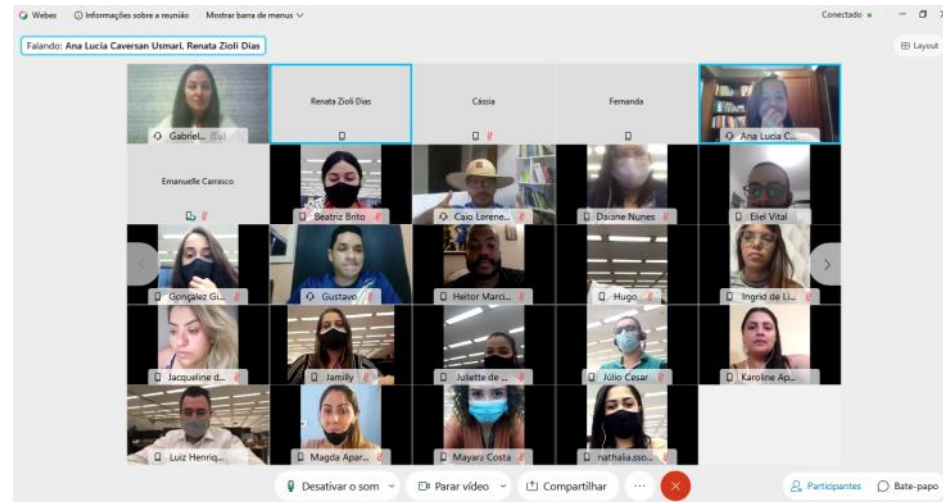 Webex Informações sobre a reunião Mostrar barra de menus Conectado
Falando: Ana Lucia Caversan Usmari, Renata Zioli Dias
Layout
Gabriel... (Eu)
Renata Zioli Dias
Cássia
Fernanda
Ana Lucia C...
Emanuelle Carrasco
Beatriz Brito
Caio Lorene...
Daiane Nunes
Eliel Vital
Gonçalez Gi...
Gustavo
Heitor Marci...
Hugo
Ingrid de Li...
Jacqueline d...
Jamilly
Juliette de ...
Júlio Cesar
Karoline Ap...
Luiz Henriq...
Magda Apar...
Mayara Costa
nathalia.sso...
Desativar o som Parar vídeo Compartilhar ... Participantes Bate-papo